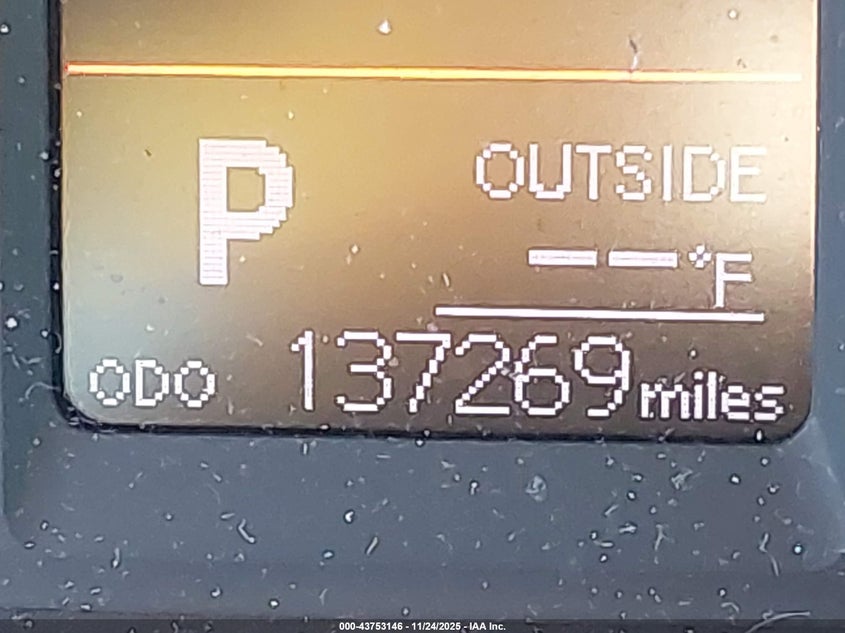 P
OUTSIDE
--°F
ODO 137269 miles
000-43753146 - 11/24/2025 - IAA Inc.